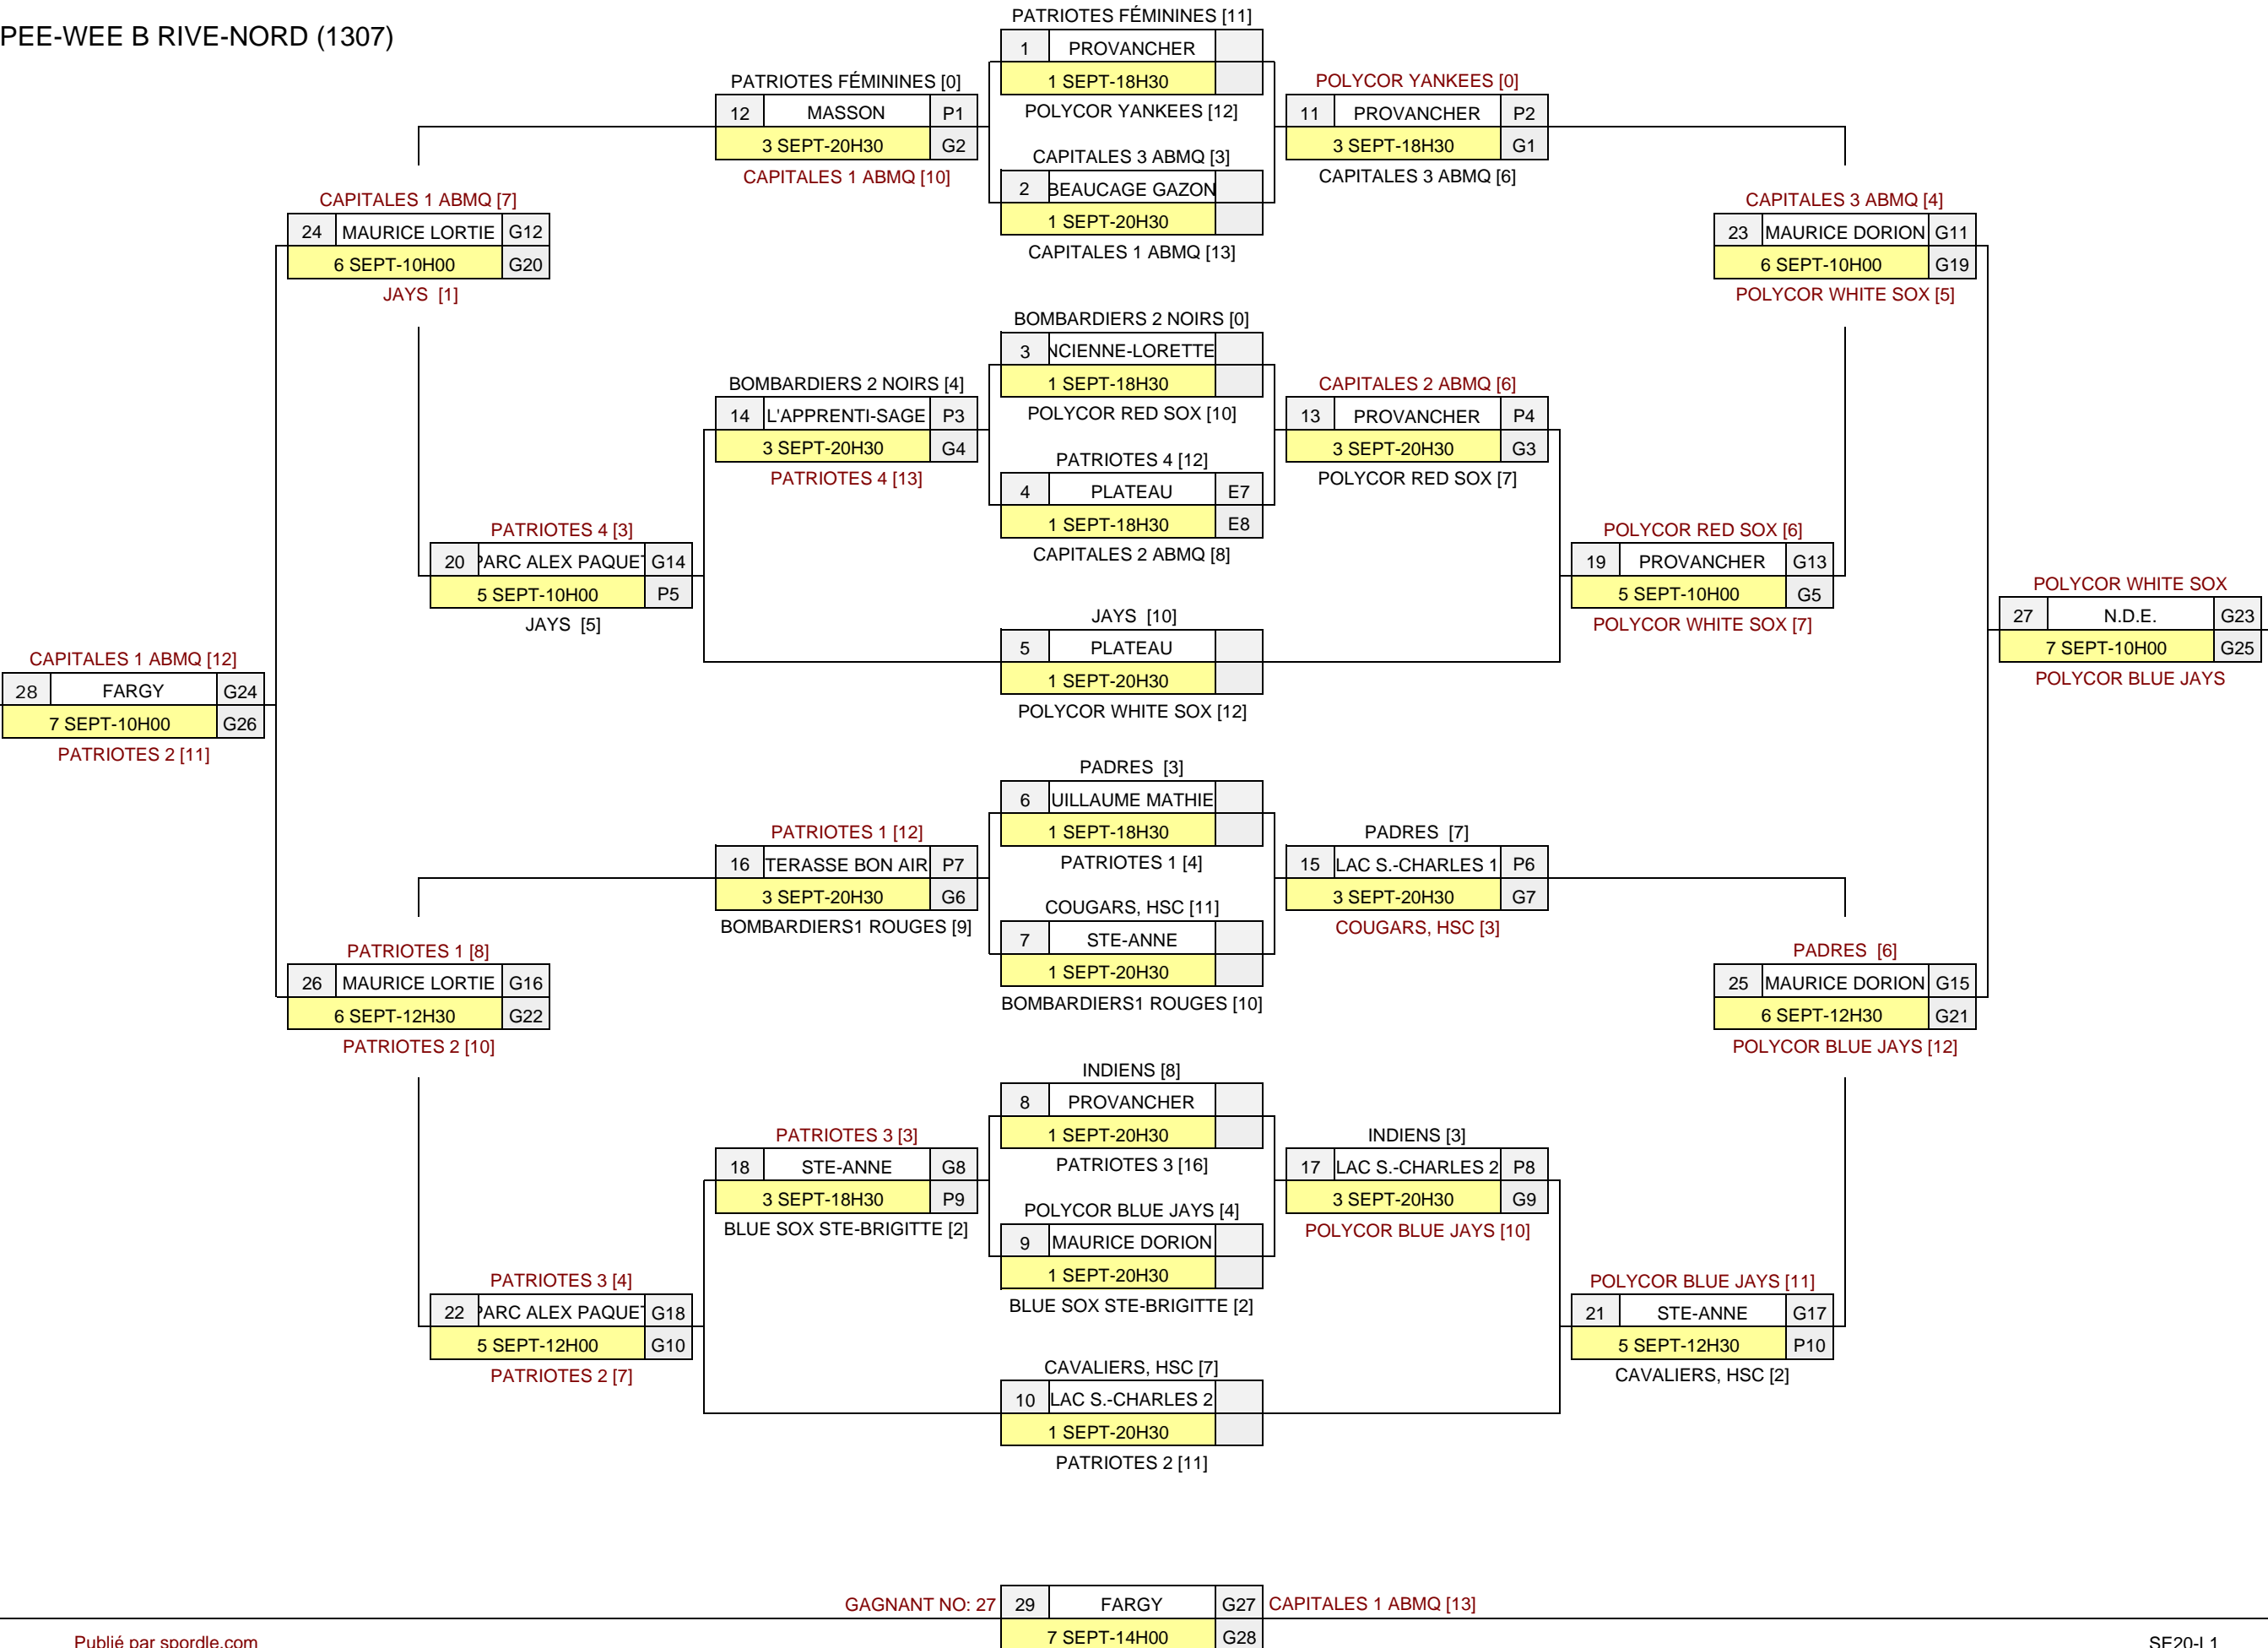 PEE-WEE B RIVE-NORD (1307)
PATRIOTES FÉMININES [11]
1 PROVANCHER
1 SEPT-18H30
POLYCOR YANKEES [12]
PATRIOTES FÉMININES [0]
12 MASSON P1
3 SEPT-20H30 G2
CAPITALES 1 ABMQ [10]
POLYCOR YANKEES [0]
11 PROVANCHER P2
3 SEPT-18H30 G1
CAPITALES 3 ABMQ [6]
CAPITALES 3 ABMQ [3]
2 BEAUCAGE GAZON
1 SEPT-20H30
CAPITALES 1 ABMQ [13]
CAPITALES 1 ABMQ [7]
24 MAURICE LORTIE G12
6 SEPT-10H00 G20
JAYS [1]
CAPITALES 3 ABMQ [4]
23 MAURICE DORION G11
6 SEPT-10H00 G19
POLYCOR WHITE SOX [5]
BOMBARDIERS 2 NOIRS [0]
3 NCIENNE-LORETTE
1 SEPT-18H30
POLYCOR RED SOX [10]
BOMBARDIERS 2 NOIRS [4]
14 L'APPRENTI-SAGE P3
3 SEPT-20H30 G4
PATRIOTES 4 [13]
CAPITALES 2 ABMQ [6]
13 PROVANCHER P4
3 SEPT-20H30 G3
POLYCOR RED SOX [7]
PATRIOTES 4 [12]
4 PLATEAU E7
1 SEPT-18H30 E8
CAPITALES 2 ABMQ [8]
PATRIOTES 4 [3]
20 PARC ALEX PAQUET G14
5 SEPT-10H00 P5
JAYS [5]
POLYCOR RED SOX [6]
19 PROVANCHER G13
5 SEPT-10H00 G5
POLYCOR WHITE SOX [7]
JAYS [10]
5 PLATEAU
1 SEPT-20H30
POLYCOR WHITE SOX [12]
POLYCOR WHITE SOX
27 N.D.E. G23
7 SEPT-10H00 G25
POLYCOR BLUE JAYS
CAPITALES 1 ABMQ [12]
28 FARGY G24
7 SEPT-10H00 G26
PATRIOTES 2 [11]
PADRES [3]
6 UILLAUME MATHIE
1 SEPT-18H30
PATRIOTES 1 [4]
PATRIOTES 1 [12]
16 TERASSE BON AIR P7
3 SEPT-20H30 G6
BOMBARDIERS1 ROUGES [9]
PADRES [7]
15 LAC S.-CHARLES 1 P6
3 SEPT-20H30 G7
COUGARS, HSC [3]
COUGARS, HSC [11]
7 STE-ANNE
1 SEPT-20H30
BOMBARDIERS1 ROUGES [10]
PATRIOTES 1 [8]
26 MAURICE LORTIE G16
6 SEPT-12H30 G22
PATRIOTES 2 [10]
PADRES [6]
25 MAURICE DORION G15
6 SEPT-12H30 G21
POLYCOR BLUE JAYS [12]
INDIENS [8]
8 PROVANCHER
1 SEPT-20H30
PATRIOTES 3 [16]
PATRIOTES 3 [3]
18 STE-ANNE G8
3 SEPT-18H30 P9
BLUE SOX STE-BRIGITTE [2]
INDIENS [3]
17 LAC S.-CHARLES 2 P8
3 SEPT-20H30 G9
POLYCOR BLUE JAYS [10]
POLYCOR BLUE JAYS [4]
9 MAURICE DORION
1 SEPT-20H30
BLUE SOX STE-BRIGITTE [2]
PATRIOTES 3 [4]
22 PARC ALEX PAQUET G18
5 SEPT-12H00 G10
PATRIOTES 2 [7]
POLYCOR BLUE JAYS [11]
21 STE-ANNE G17
5 SEPT-12H30 P10
CAVALIERS, HSC [2]
CAVALIERS, HSC [7]
10 LAC S.-CHARLES 2
1 SEPT-20H30
PATRIOTES 2 [11]
GAGNANT NO: 27 29 FARGY G27 CAPITALES 1 ABMQ [13]
7 SEPT-14H00 G28
Publié par spordle.com
SE20-L1